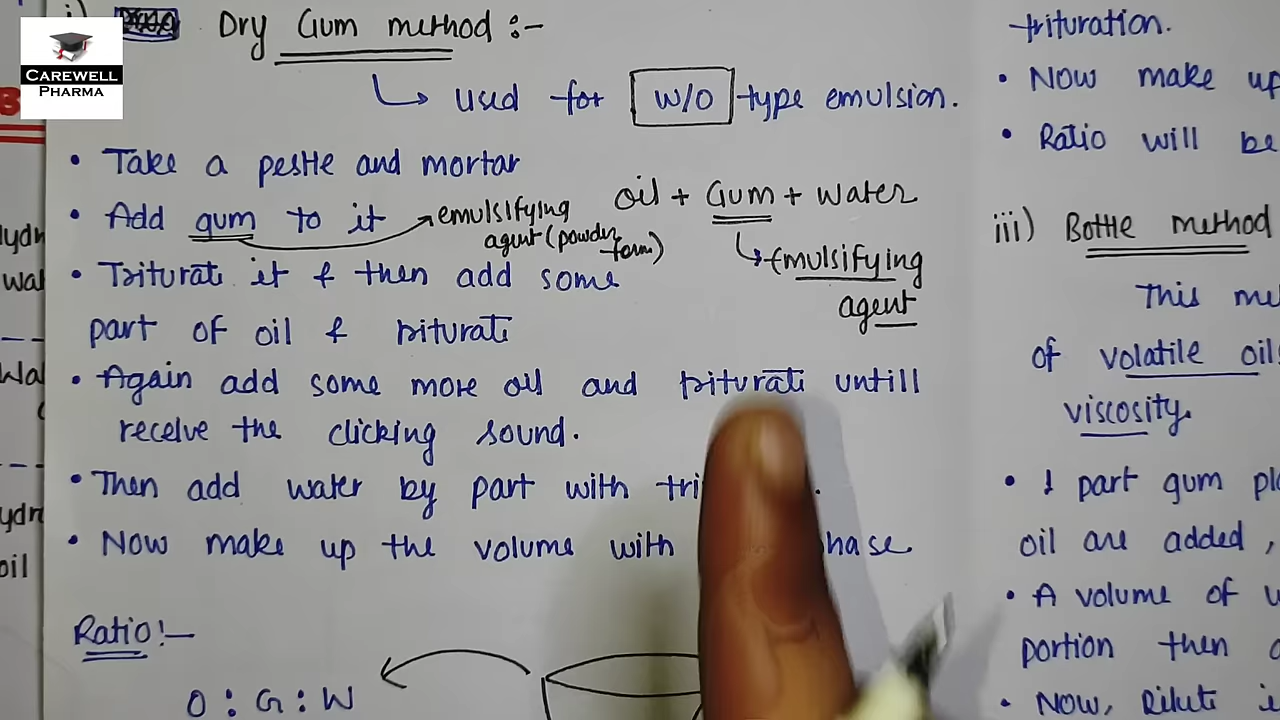 CAREWELL
PHARMA
i) Dry Gum method :-
used for W/O type emulsion.
• Take a pestle and mortar
• Add gum to it
emulsifying
agent (powder
form)
oil + Gum + water
Emulsifying
agent
• Triturate it & then add some
part of oil & triturate
• Again add some more oil and triturate untill
receive the clicking sound.
• Then add water by part with
• Now make up the volume with
Ratio :-
O : G : W
trituration.
• Now make up
• Ratio will be
iii) Bottle method
This
of volatile oils
viscosity.
• 1 part gum
oil are added,
• A volume of
portion then
• Now, Dilute
oil